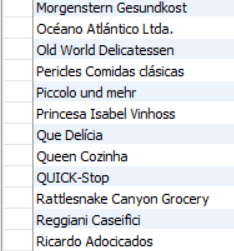 Morgenstern Gesundkost
Océano Atlántico Ltda.
Old World Delicatessen
Pericles Comidas clásicas
Piccolo und mehr
Princesa Isabel Vinhoss
Que Delícia
Queen Cozinha
QUICK-Stop
Rattlesnake Canyon Grocery
Reggiani Caseifici
Ricardo Adocicados